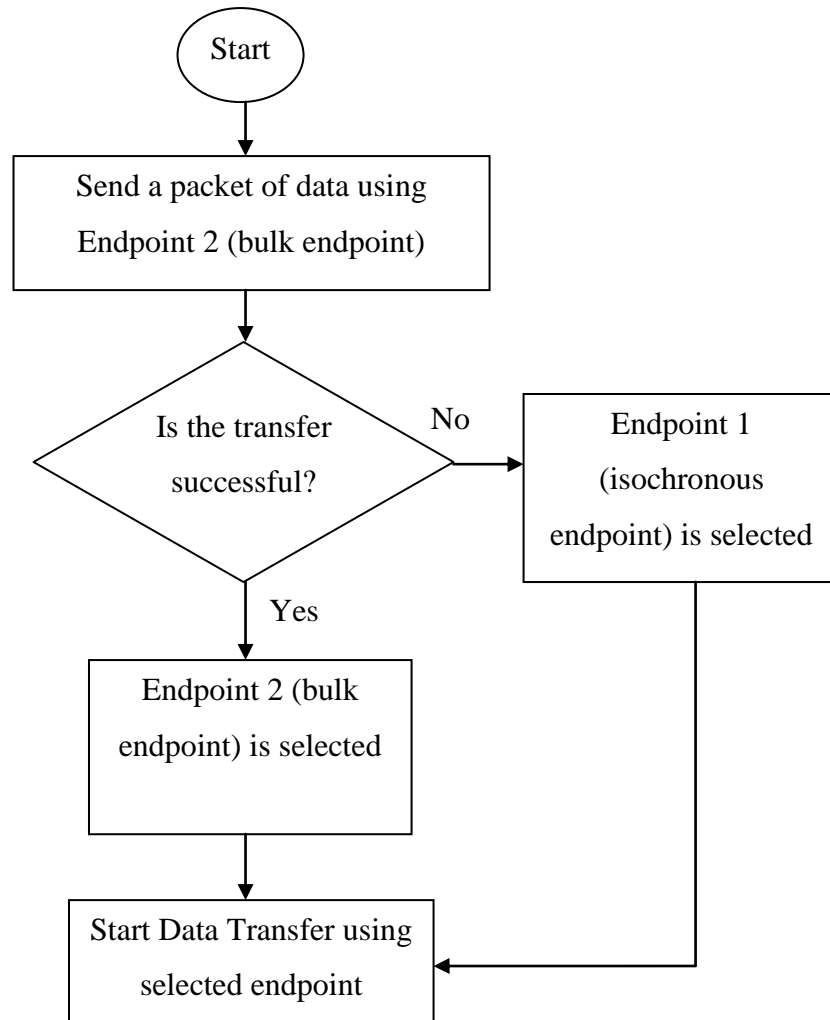 Start
Send a packet of data using
Endpoint 2 (bulk endpoint)
Is the transfer
successful?
No
Endpoint 1
(isochronous
endpoint) is selected
Yes
Endpoint 2 (bulk
endpoint) is selected
Start Data Transfer using
selected endpoint